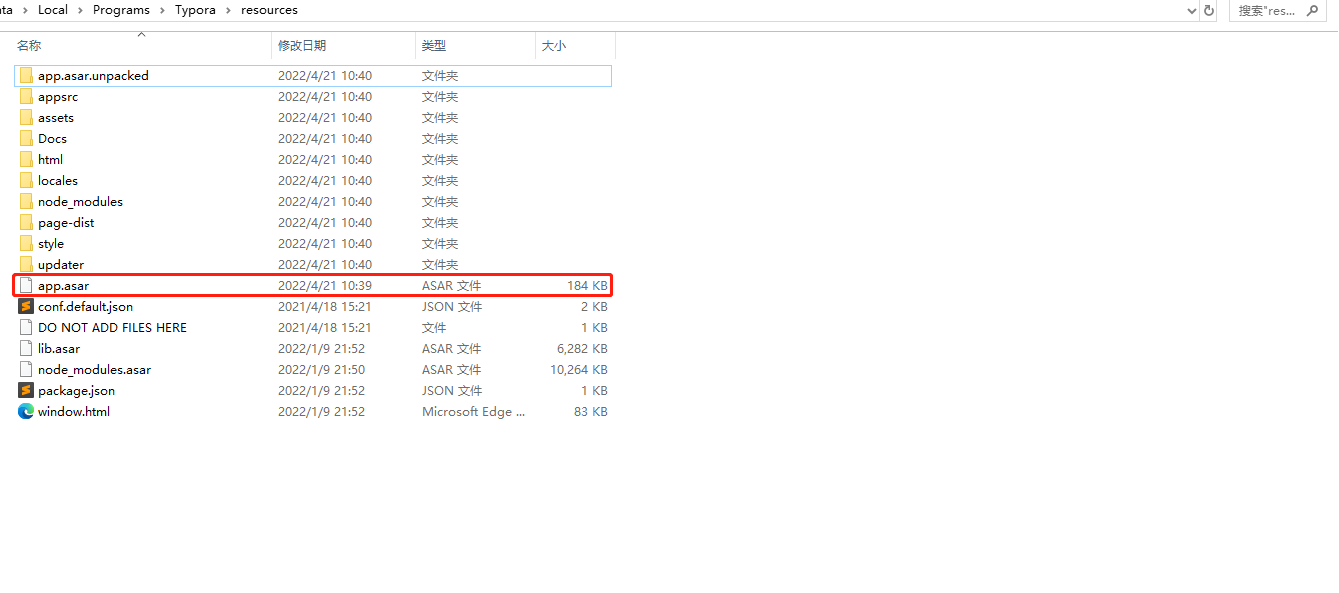 ata › Local › Programs › Typora › resources 搜索"res...
名称 修改日期 类型 大小
app.asar.unpacked 2022/4/21 10:40 文件夹
appsrc 2022/4/21 10:40 文件夹
assets 2022/4/21 10:40 文件夹
Docs 2022/4/21 10:40 文件夹
html 2022/4/21 10:40 文件夹
locales 2022/4/21 10:40 文件夹
node_modules 2022/4/21 10:40 文件夹
page-dist 2022/4/21 10:40 文件夹
style 2022/4/21 10:40 文件夹
updater 2022/4/21 10:40 文件夹
app.asar 2022/4/21 10:39 ASAR 文件 184 KB
conf.default.json 2021/4/18 15:21 JSON 文件 2 KB
DO NOT ADD FILES HERE 2021/4/18 15:21 文件 1 KB
lib.asar 2022/1/9 21:52 ASAR 文件 6,282 KB
node_modules.asar 2022/1/9 21:50 ASAR 文件 10,264 KB
package.json 2022/1/9 21:52 JSON 文件 1 KB
window.html 2022/1/9 21:52 Microsoft Edge ... 83 KB